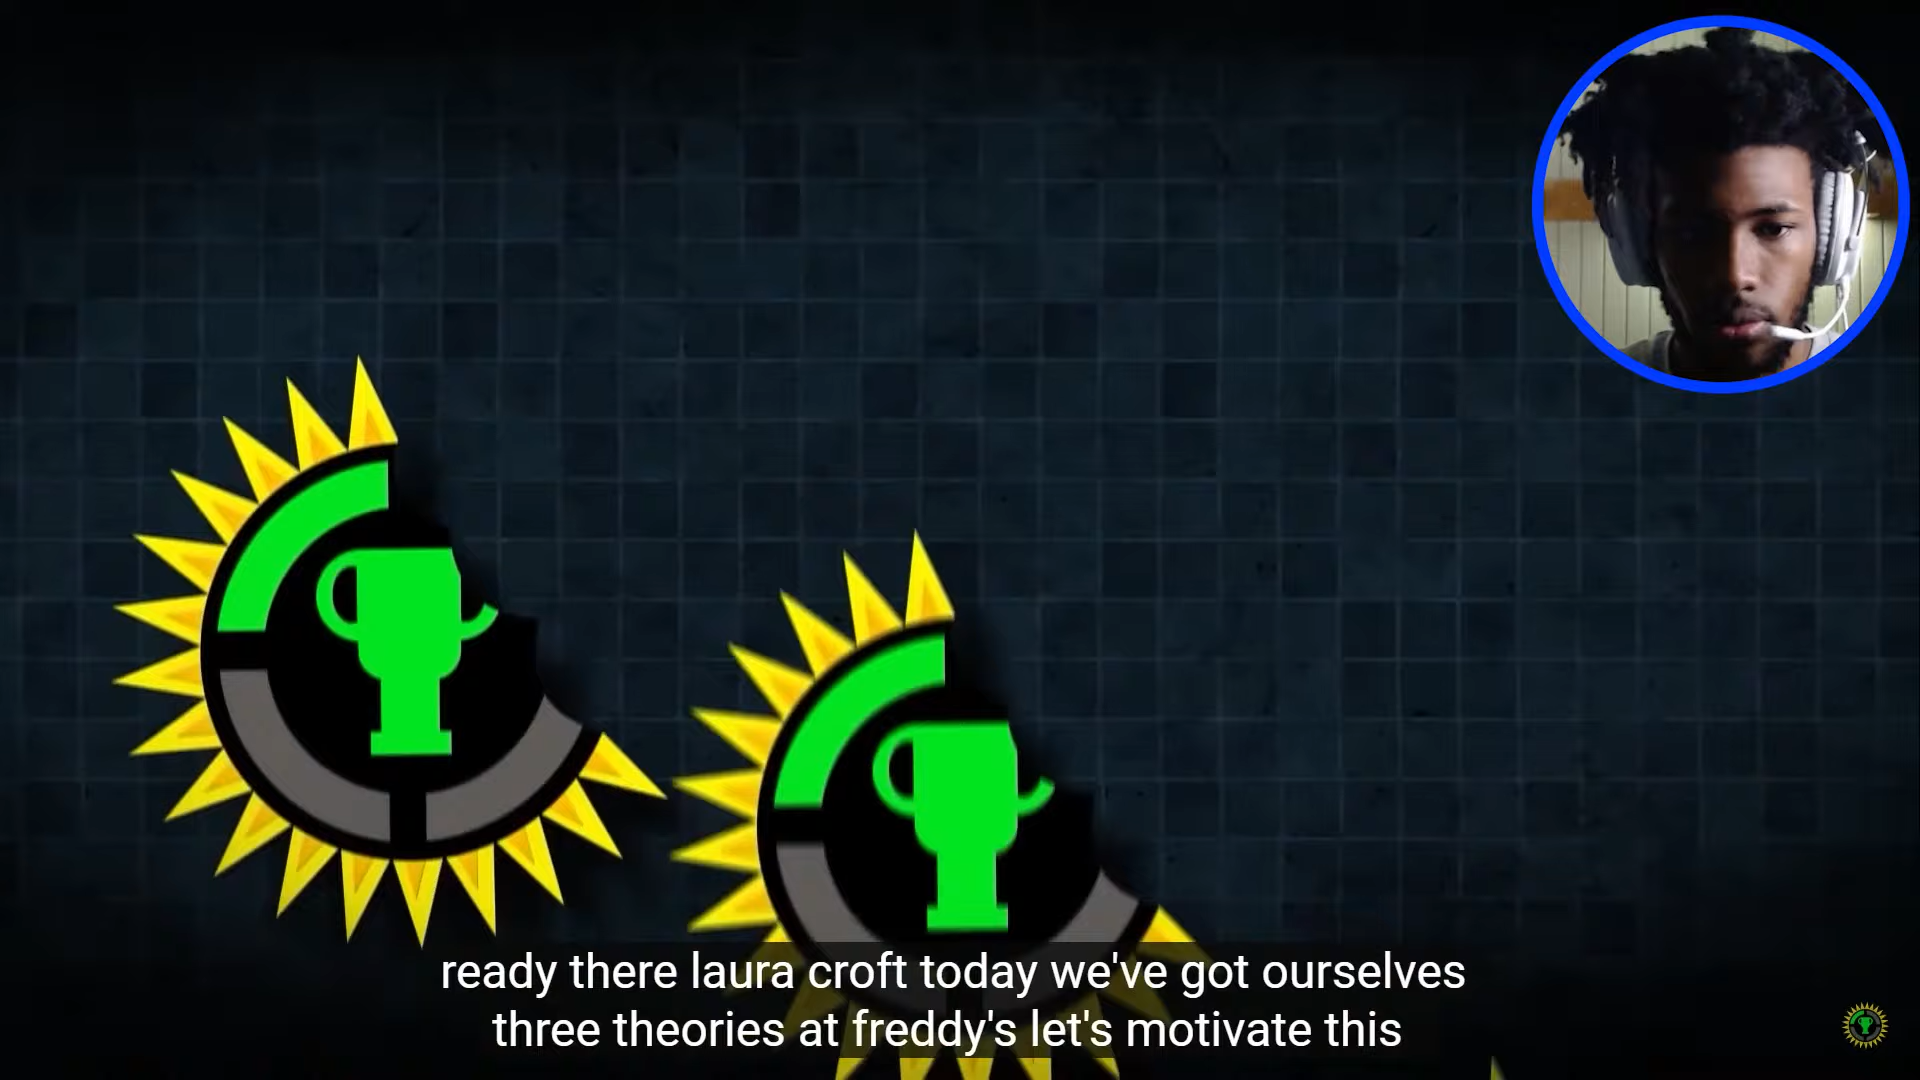 ready there laura croft today we've got ourselves
three theories at freddy's let's motivate this